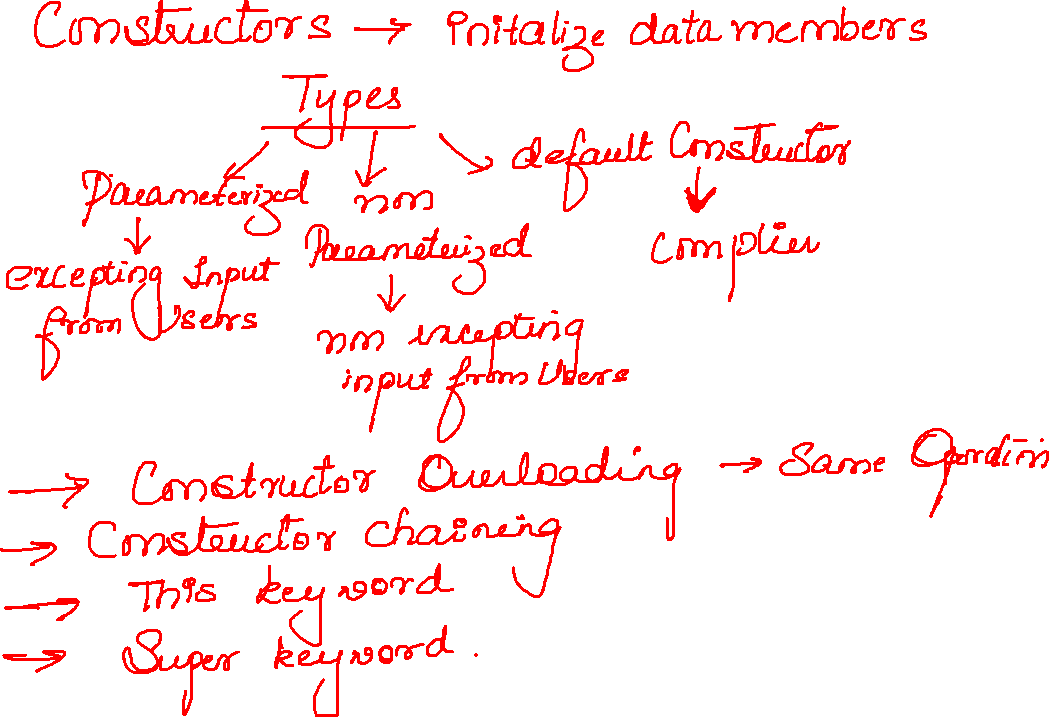 Constructors → initalize data members
Types
Parameterized
non Parameterized
default Constructor
excepting Input from Users
non excepting input from Users
complier
→ Constructor Overloading → Same
→ Constructor chaining
→ This keyword
→ Super keyword.